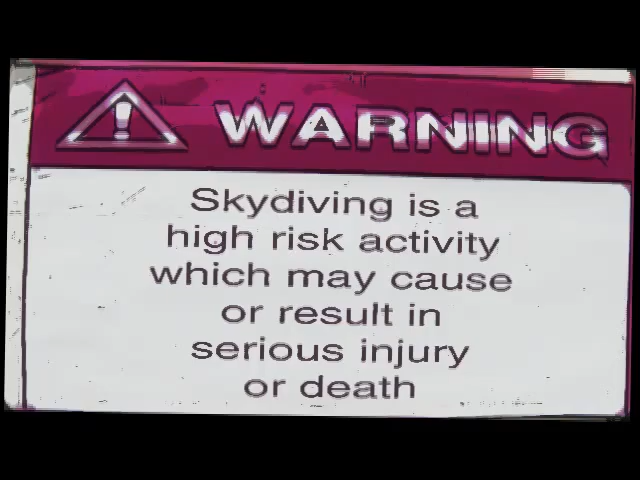 WARNING
Skydiving is a
high risk activity
which may cause
or result in
serious injury
or death